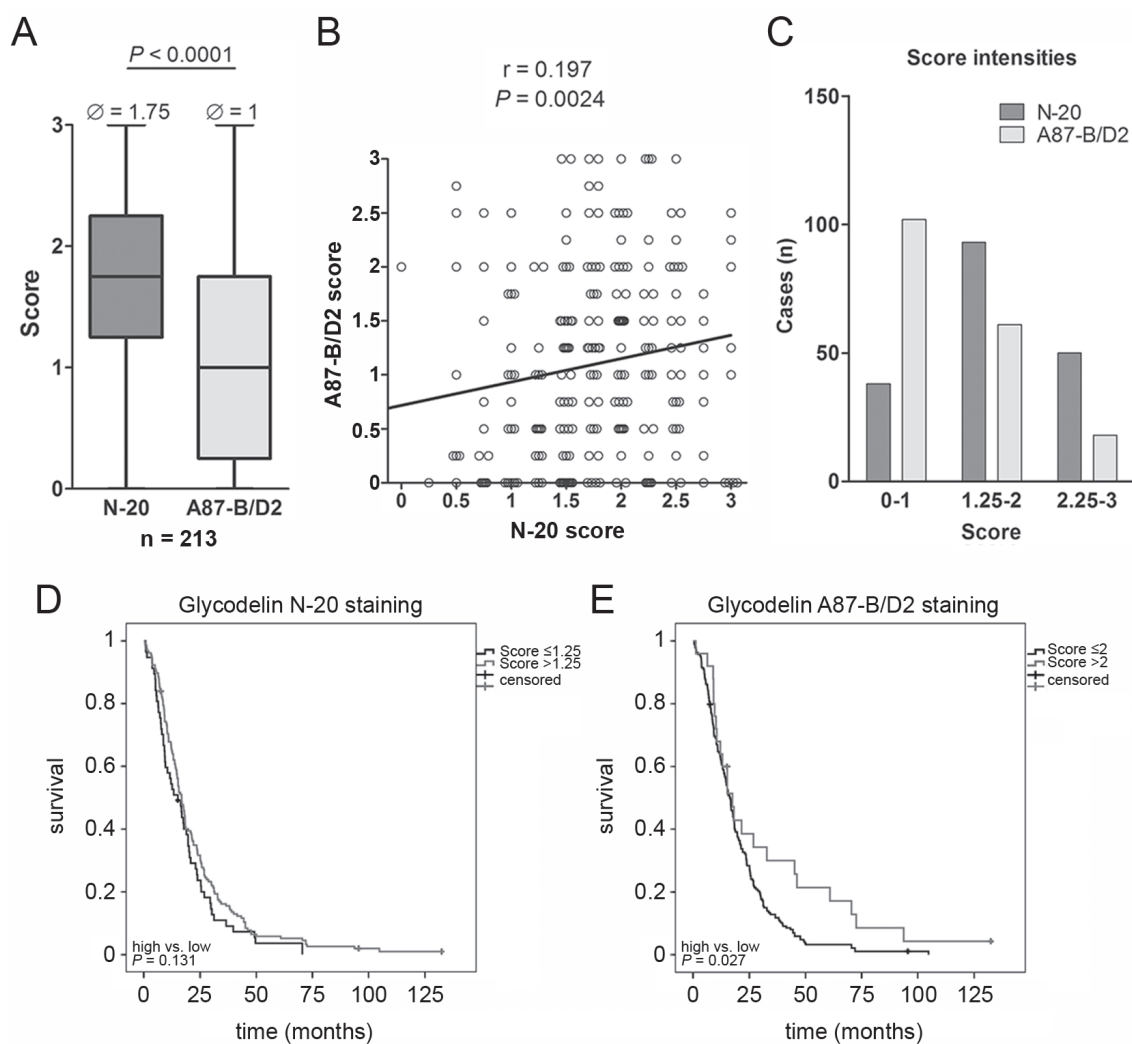 A
P < 0.0001
∅ = 1.75 ∅ = 1
Score
3
2
1
0
N-20 A87-B/D2
n = 213
B
r = 0.197
P = 0.0024
A87-B/D2 score
3
2.5
2
1.5
1
0.5
0
0 0.5 1 1.5 2 2.5 3
N-20 score
C
Score intensities
N-20
A87-B/D2
Cases (n)
150
100
50
0
0-1 1.25-2 2.25-3
Score
D
Glycodelin N-20 staining
Score ≤1.25
Score >1.25
censored
survival
1
0.8
0.6
0.4
0.2
0
high vs. low
P = 0.131
0 25 50 75 100 125
time (months)
E
Glycodelin A87-B/D2 staining
Score ≤2
Score >2
censored
survival
1
0.8
0.6
0.4
0.2
0
high vs. low
P = 0.027
0 25 50 75 100 125
time (months)